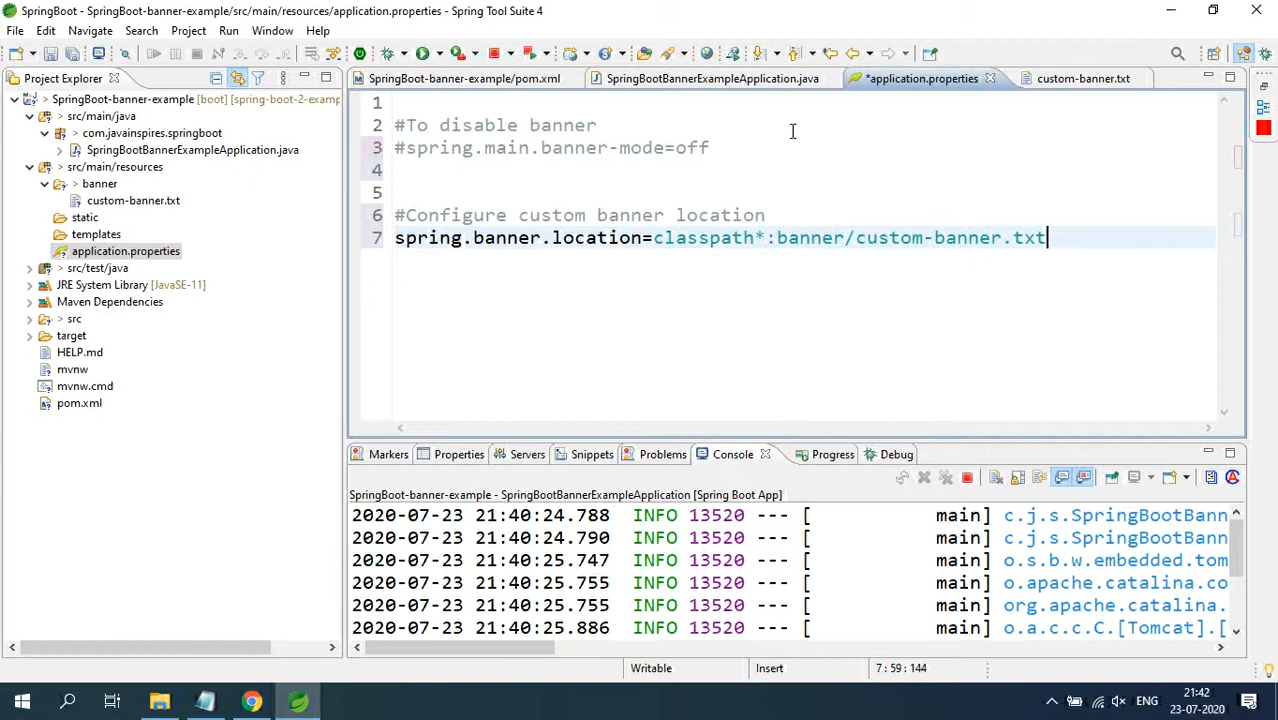 SpringBoot - SpringBoot-banner-example/src/main/resources/application.properties - Spring Tool Suite 4
File Edit Navigate Search Project Run Window Help
Project Explorer
SpringBoot-banner-example/pom.xml
SpringBootBannerExampleApplication.java
*application.properties
custom-banner.txt
> SpringBoot-banner-example [boot] [spring-boot-2-examp
src/main/java
> com.javainspires.springboot
> SpringBootBannerExampleApplication.java
> src/main/resources
> banner
custom-banner.txt
static
templates
application.properties
> src/test/java
JRE System Library [JavaSE-11]
Maven Dependencies
> src
target
HELP.md
mvnw
mvnw.cmd
pom.xml
1
2 #To disable banner
3 #spring.main.banner-mode=off
4
5
6 #Configure custom banner location
7 spring.banner.location=classpath*:banner/custom-banner.txt
Markers Properties Servers Snippets Problems Console Progress Debug
SpringBoot-banner-example - SpringBootBannerExampleApplication [Spring Boot App]
2020-07-23 21:40:24.788 INFO 13520 --- [ main] c.j.s.SpringBootBann
2020-07-23 21:40:24.790 INFO 13520 --- [ main] c.j.s.SpringBootBann
2020-07-23 21:40:25.747 INFO 13520 --- [ main] o.s.b.w.embedded.tom
2020-07-23 21:40:25.755 INFO 13520 --- [ main] o.apache.catalina.co
2020-07-23 21:40:25.755 INFO 13520 --- [ main] org.apache.catalina.
2020-07-23 21:40:25.886 INFO 13520 --- [ main] o.a.c.c.C.[Tomcat].[
Writable Insert 7 : 59 : 144
ENG
21:42
23-07-2020